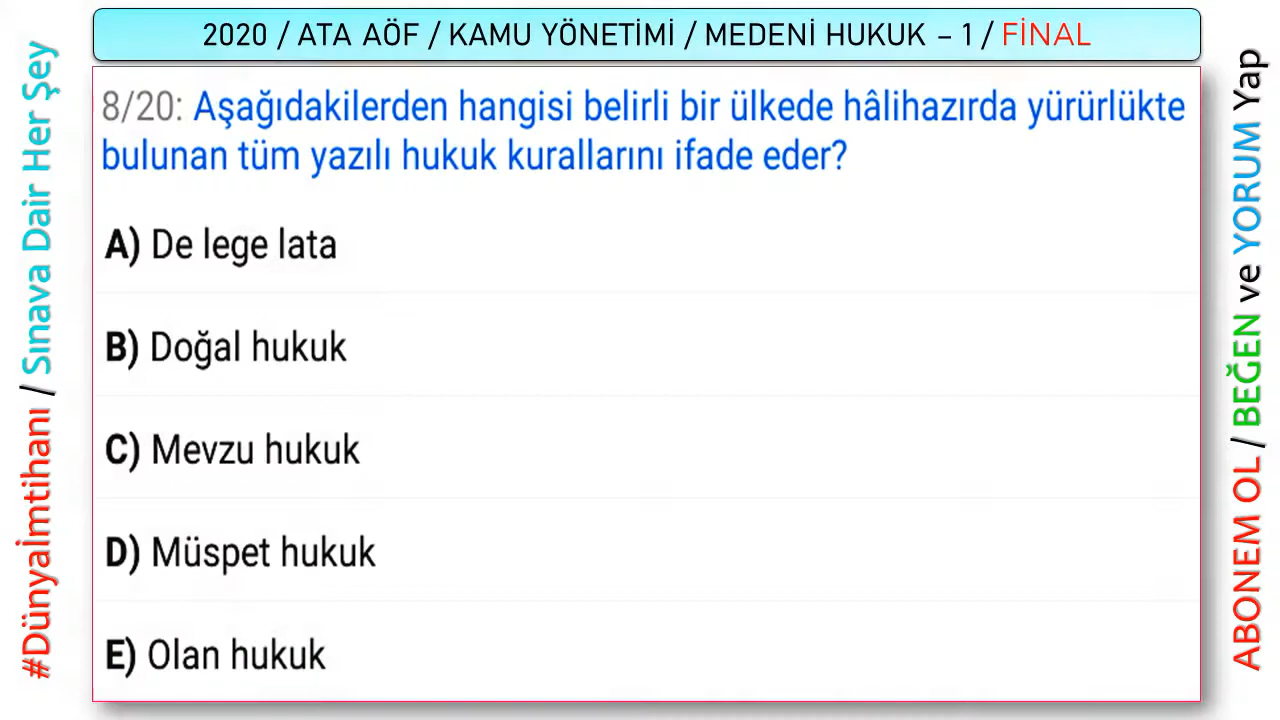 2020 / ATA AÖF / KAMU YÖNETİMİ / MEDENİ HUKUK – 1 / FİNAL
#Dünyaİmtihanı / Sınava Dair Her Şey
8/20: Aşağıdakilerden hangisi belirli bir ülkede hâlihazırda yürürlükte
bulunan tüm yazılı hukuk kurallarını ifade eder?
A) De lege lata
B) Doğal hukuk
C) Mevzu hukuk
D) Müspet hukuk
E) Olan hukuk
ABONEM OL / BEĞEN ve YORUM Yap